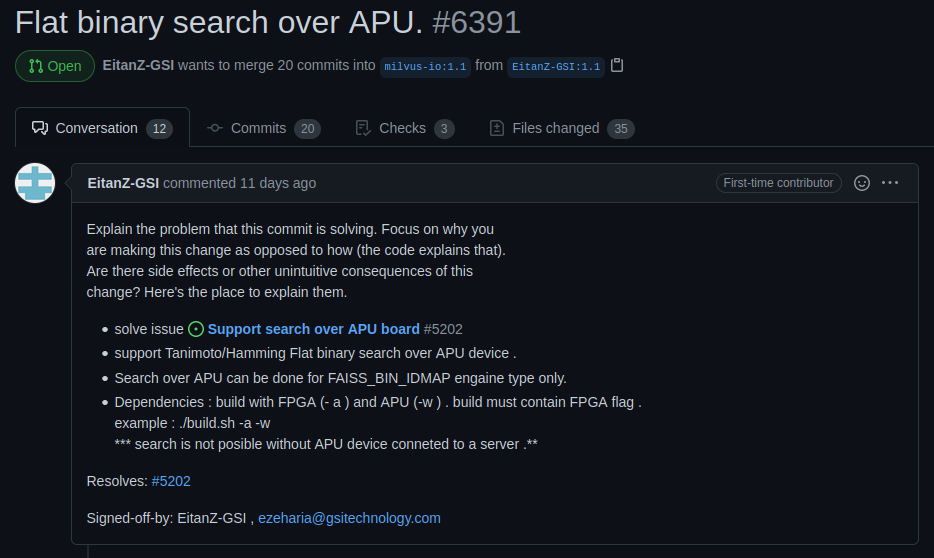 Flat binary search over APU. #6391
Open EitanZ-GSI wants to merge 20 commits into milvus-io:1.1 from EitanZ-GSI:1.1
Conversation 12 Commits 20 Checks 3 Files changed 35
EitanZ-GSI commented 11 days ago First-time contributor
Explain the problem that this commit is solving. Focus on why you
are making this change as opposed to how (the code explains that).
Are there side effects or other unintuitive consequences of this
change? Here's the place to explain them.
• solve issue Support search over APU board #5202
• support Tanimoto/Hamming Flat binary search over APU device .
• Search over APU can be done for FAISS_BIN_IDMAP engaine type only.
• Dependencies : build with FPGA (- a ) and APU (-w ) . build must contain FPGA flag .
example : ./build.sh -a -w
*** search is not posible without APU device conneted to a server .**
Resolves: #5202
Signed-off-by: EitanZ-GSI , ezeharia@gsitechnology.com